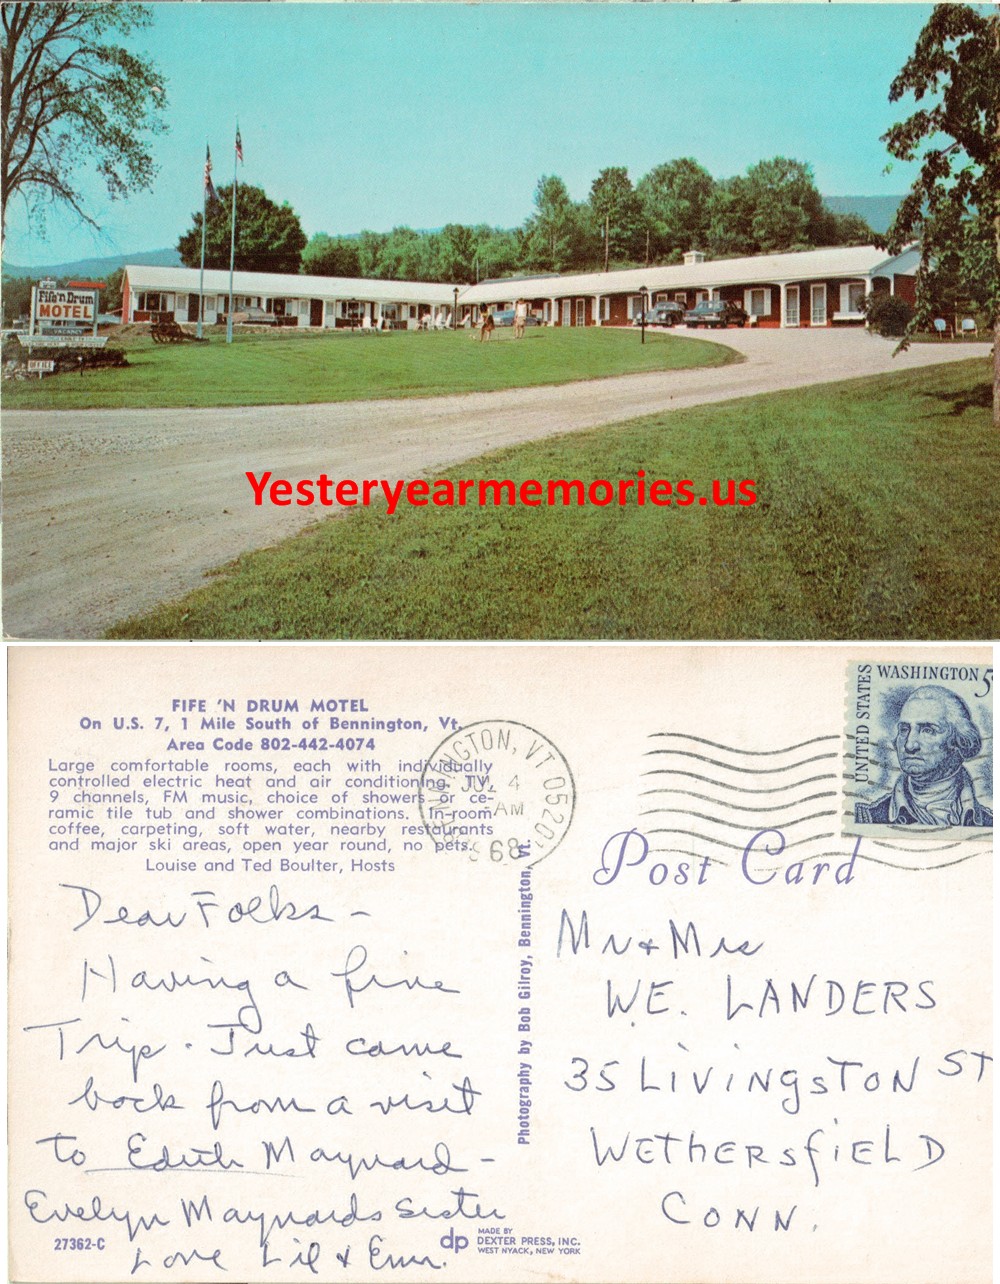 Fife 'n Drum
MOTEL
OFFICE
Yesteryearmemories.us
FIFE 'N DRUM MOTEL
On U.S. 7, 1 Mile South of Bennington, Vt.
Area Code 802-442-4074
Large comfortable rooms, each with individually
controlled electric heat and air conditioning, TV,
9 channels, FM music, choice of showers or ce-
ramic tile tub and shower combinations. In-room
coffee, carpeting, soft water, nearby restaurants
and major ski areas, open year round, no pets.
Louise and Ted Boulter, Hosts
BENNINGTON, VT 05201
JUL 4
AM
1968
UNITED STATES
WASHINGTON 5¢
Post Card
Dear Folks –
Having a fine
Trip. Just came
back from a visit
to Edith Maynard –
Evelyn Maynards sister
Love Lil &
Photography by Bob Gilroy, Bennington, Vt.
Mr & Mrs
W.E. LANDERS
35 LIVINGSTON ST
WETHERSFIELD
CONN.
27362-C
dp
MADE BY
DEXTER PRESS, INC.
WEST NYACK, NEW YORK